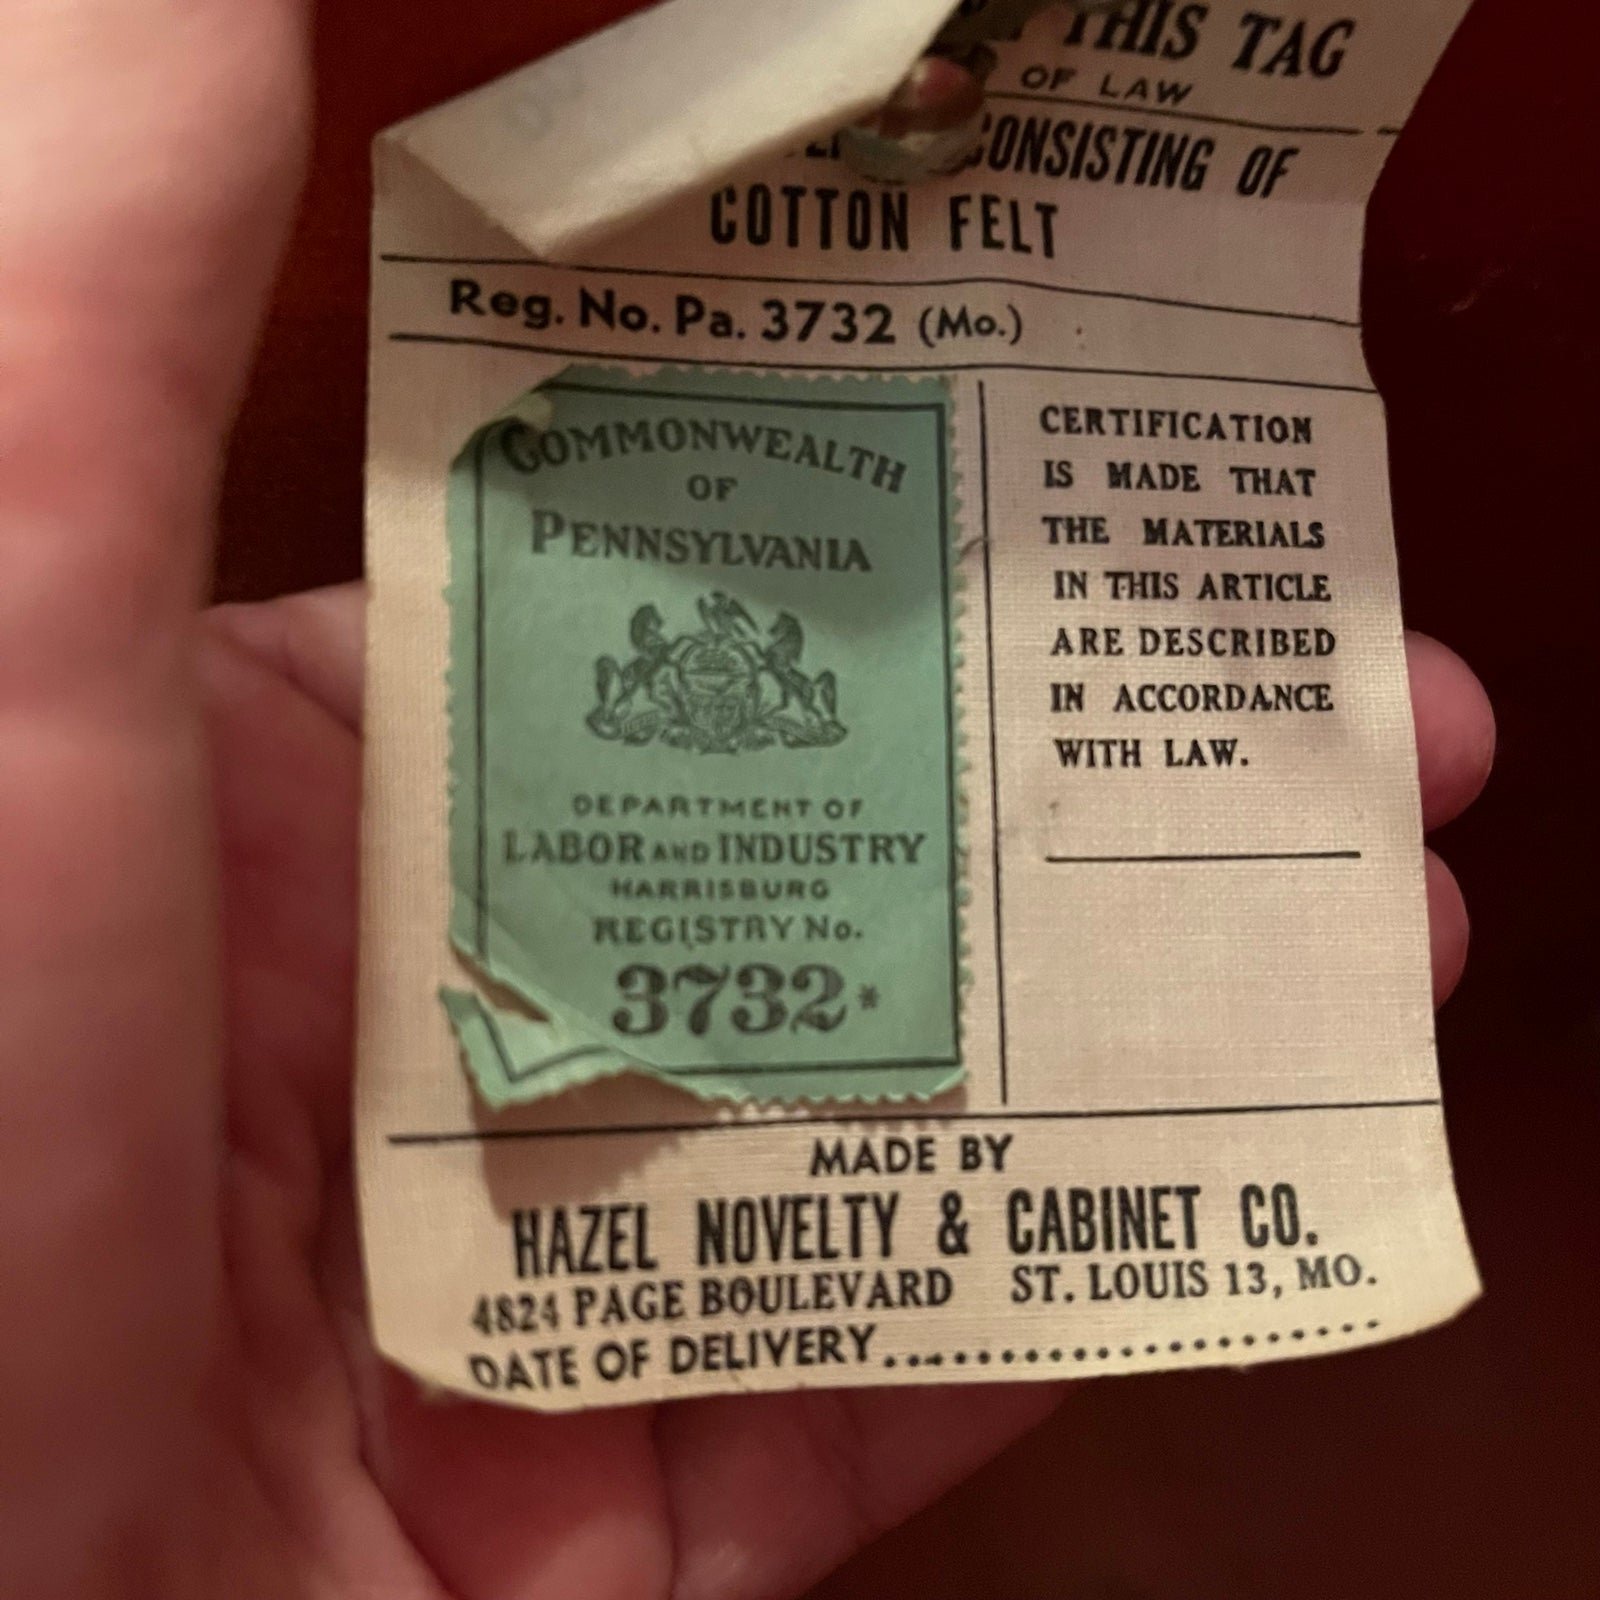 THIS TAG
OF LAW
CONSISTING OF
COTTON FELT
Reg. No. Pa. 3732 (Mo.)
COMMONWEALTH
OF
PENNSYLVANIA
DEPARTMENT OF
LABOR AND INDUSTRY
HARRISBURG
REGISTRY No.
3732*
CERTIFICATION
IS MADE THAT
THE MATERIALS
IN THIS ARTICLE
ARE DESCRIBED
IN ACCORDANCE
WITH LAW.
MADE BY
HAZEL NOVELTY & CABINET CO.
4824 PAGE BOULEVARD ST. LOUIS 13, MO.
DATE OF DELIVERY....................